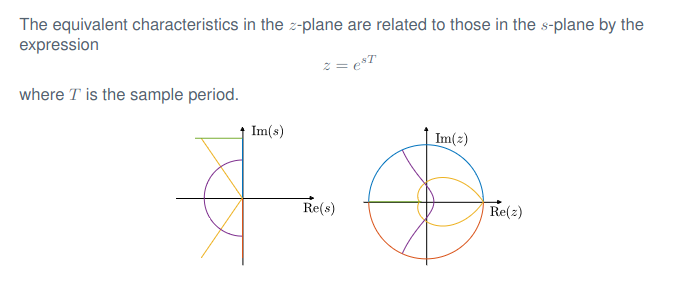 The equivalent characteristics in the z-plane are related to those in the s-plane by the
expression
z = e^{sT}
where T is the sample period.
Im(s)
Im(z)
Re(s)
Re(z)